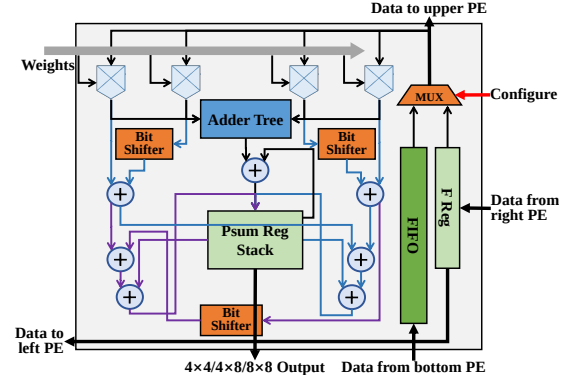 Data to upper PE
Weights
MUX
Configure
Adder Tree
Bit
Shifter
Bit
Shifter
+
+
+
FIFO
F Reg
Data from
right PE
Psum Reg
Stack
+
+
+
+
Bit
Shifter
Data to
left PE
4×4/4×8/8×8 Output
Data from bottom PE